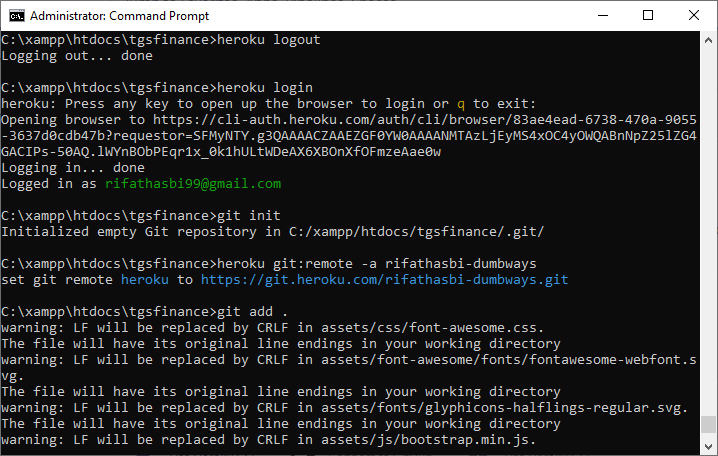 Administrator: Command Prompt
C:\xampp\htdocs\tgsfinance>heroku logout
Logging out... done
C:\xampp\htdocs\tgsfinance>heroku login
heroku: Press any key to open up the browser to login or q to exit:
Opening browser to https://cli-auth.heroku.com/auth/cli/browser/83ae4ead-6738-470a-9055
-3637d0cdb47b?requestor=SFMyNTY.g3QAAAACZAAEZGF0YW0AAAANMTAzLjEyMS4xOC4yOWQABnNpZ25lZG4
GACIPs-50AQ.lWYnBObPEqr1x_0k1hULtWDeAX6XBOnXfOFmzeAae0w
Logging in... done
Logged in as rifathasbi99@gmail.com
C:\xampp\htdocs\tgsfinance>git init
Initialized empty Git repository in C:/xampp/htdocs/tgsfinance/.git/
C:\xampp\htdocs\tgsfinance>heroku git:remote -a rifathasbi-dumbways
set git remote heroku to https://git.heroku.com/rifathasbi-dumbways.git
C:\xampp\htdocs\tgsfinance>git add .
warning: LF will be replaced by CRLF in assets/css/font-awesome.css.
The file will have its original line endings in your working directory
warning: LF will be replaced by CRLF in assets/font-awesome/fonts/fontawesome-webfont.s
vg.
The file will have its original line endings in your working directory
warning: LF will be replaced by CRLF in assets/fonts/glyphicons-halflings-regular.svg.
The file will have its original line endings in your working directory
warning: LF will be replaced by CRLF in assets/js/bootstrap.min.js.